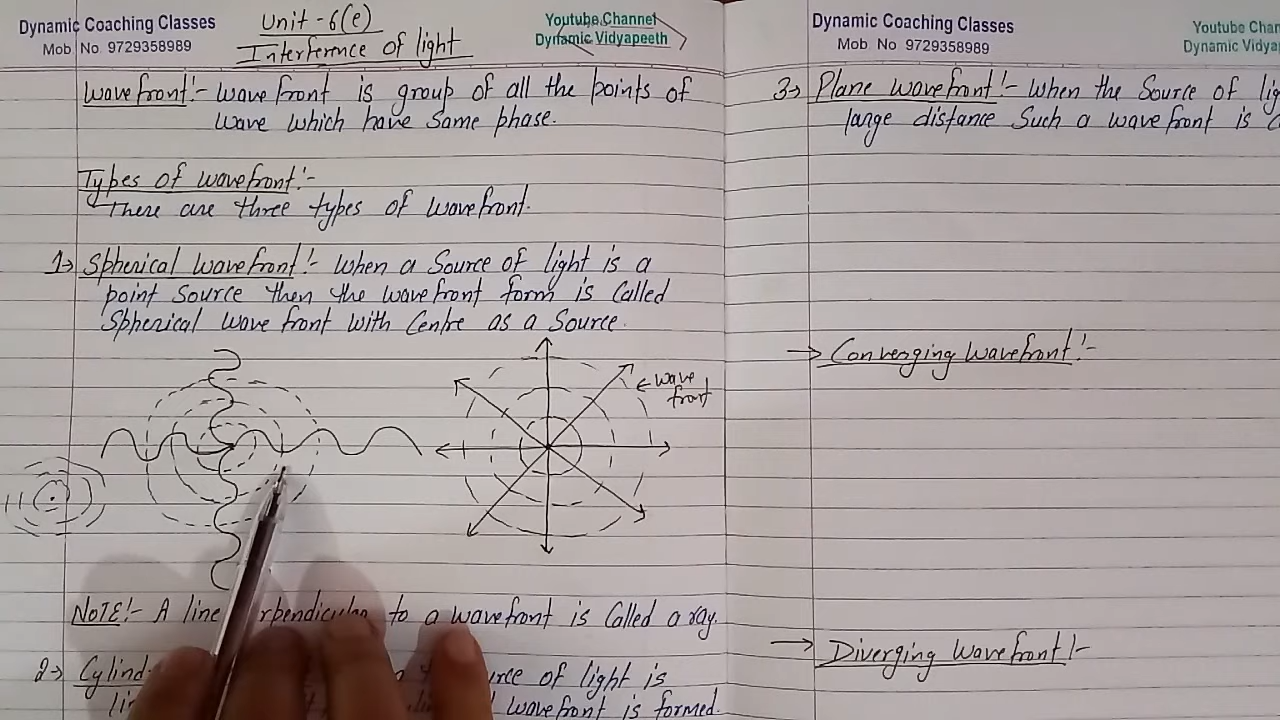 Dynamic Coaching Classes
Mob No 9729358989
Unit - 6(e)
Interference of light
Youtube Channel
Dynamic Vidyapeeth
Wavefront:- Wave front is group of all the points of
wave which have same phase.
Types of wavefront:-
There are three types of wavefront.
1→ Spherical wavefront:- When a Source of light is a
point source then the wavefront form is Called
Spherical wave front with Centre as a Source.
← wave
front
NOTE:- A line to a wavefront is Called a ray.
2→ of light is
wavefront is formed.
Dynamic Coaching Classes
Mob No 9729358989
Youtube Cha
Dynamic Vidya
3→ Plane wavefront:- When the Source of
large distance Such a wavefront is
→ Converging Wavefront:-
→ Diverging Wavefront:-